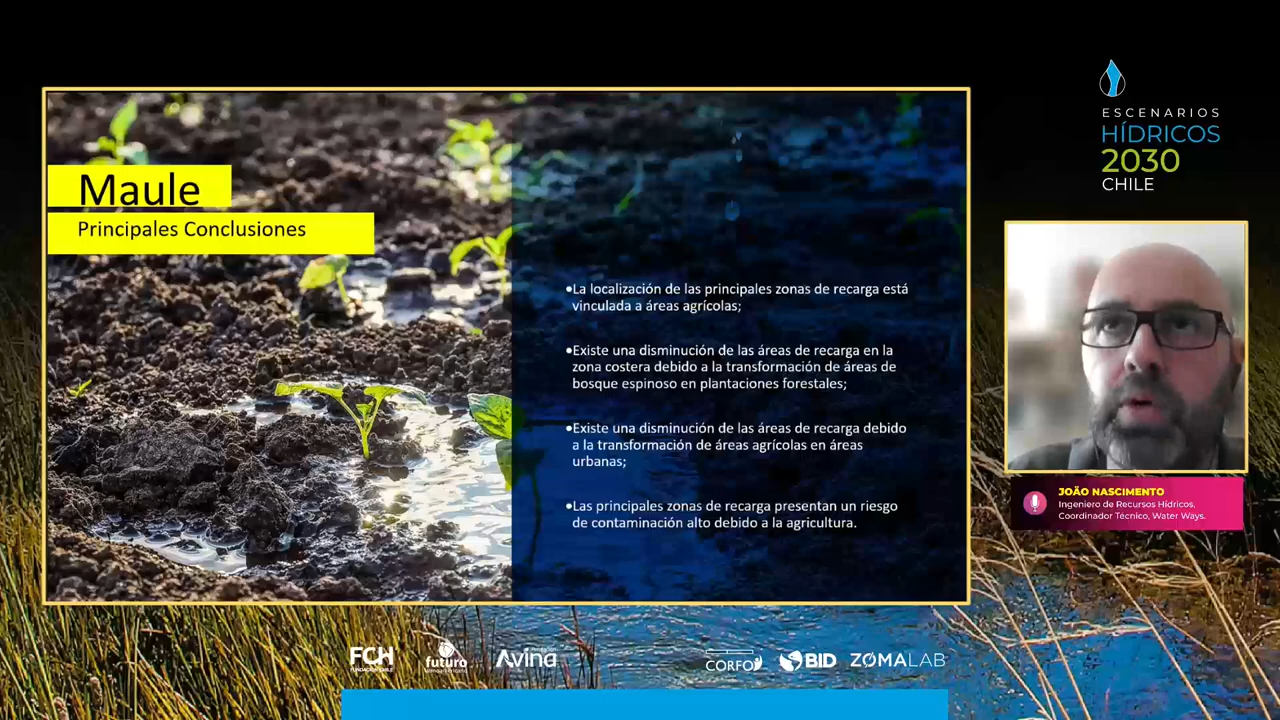 ESCENARIOS
HÍDRICOS
2030
CHILE
Maule
Principales Conclusiones
•La localización de las principales zonas de recarga está
vinculada a áreas agrícolas;
•Existe una disminución de las áreas de recarga en la
zona costera debido a la transformación de áreas de
bosque espinoso en plantaciones forestales;
•Existe una disminución de las áreas de recarga debido
a la transformación de áreas agrícolas en áreas
urbanas;
•Las principales zonas de recarga presentan un riesgo
de contaminación alto debido a la agricultura.
JOÃO NASCIMENTO
Ingeniero de Recursos Hídricos,
Coordinador Técnico, Water Ways.
FCH
FUNDACIÓN CHILE
futuro
Avina
CORFO
BID
ZOMALAB